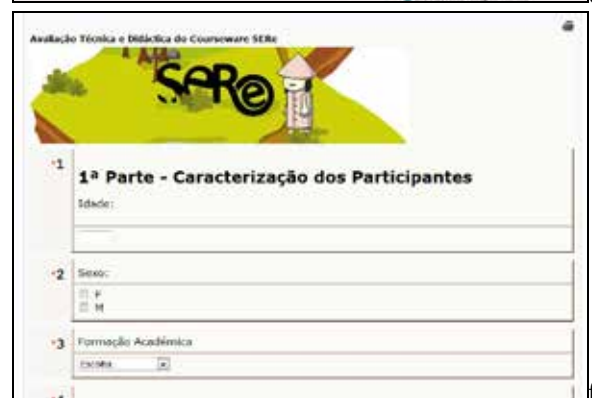 Avaliação Técnica e Didáctica do Courseware SERe
SeRe
*1
1ª Parte - Caracterização dos Participantes
Idade:
*2
Sexo:
F
M
*3
Formação Académica
Escolha